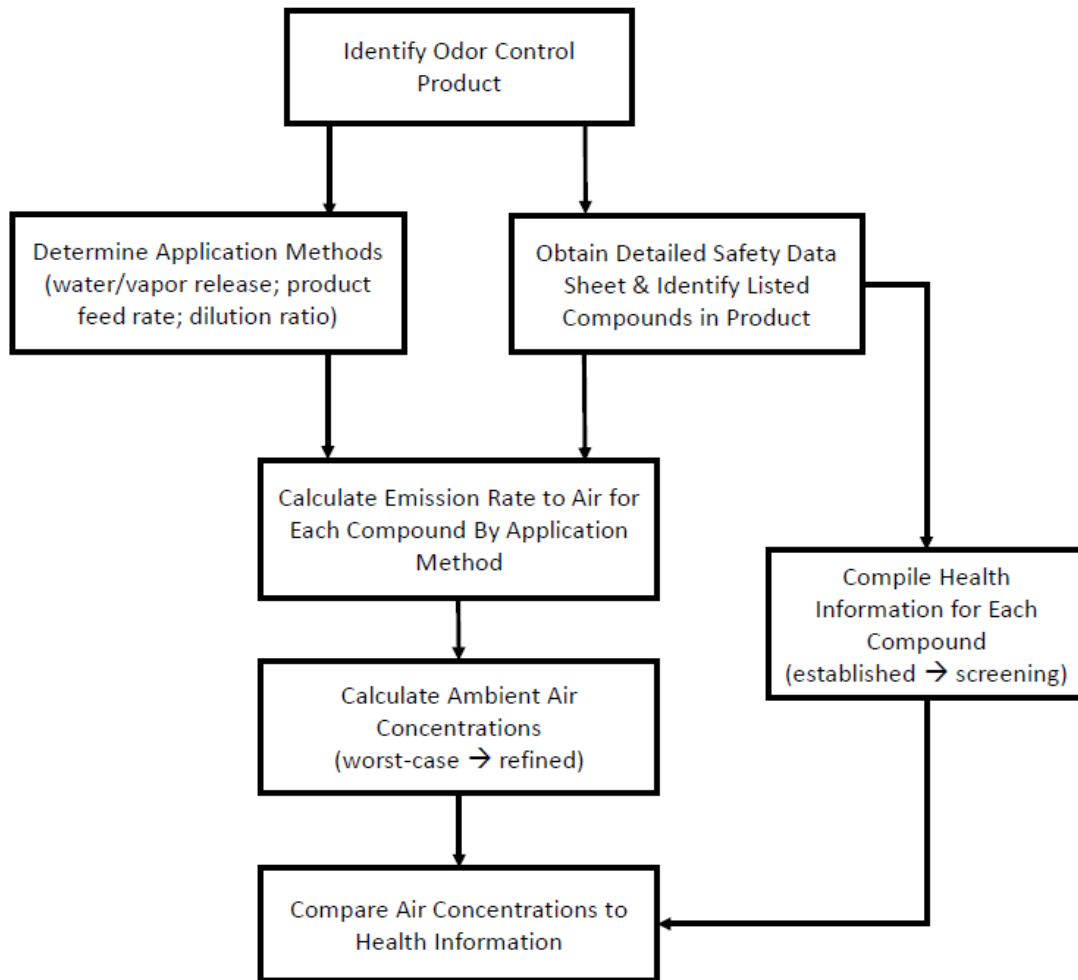 Identify Odor Control
Product
Determine Application Methods
(water/vapor release; product
feed rate; dilution ratio)
Obtain Detailed Safety Data
Sheet & Identify Listed
Compounds in Product
Calculate Emission Rate to Air for
Each Compound By Application
Method
Compile Health
Information for Each
Compound
(established → screening)
Calculate Ambient Air
Concentrations
(worst-case → refined)
Compare Air Concentrations to
Health Information